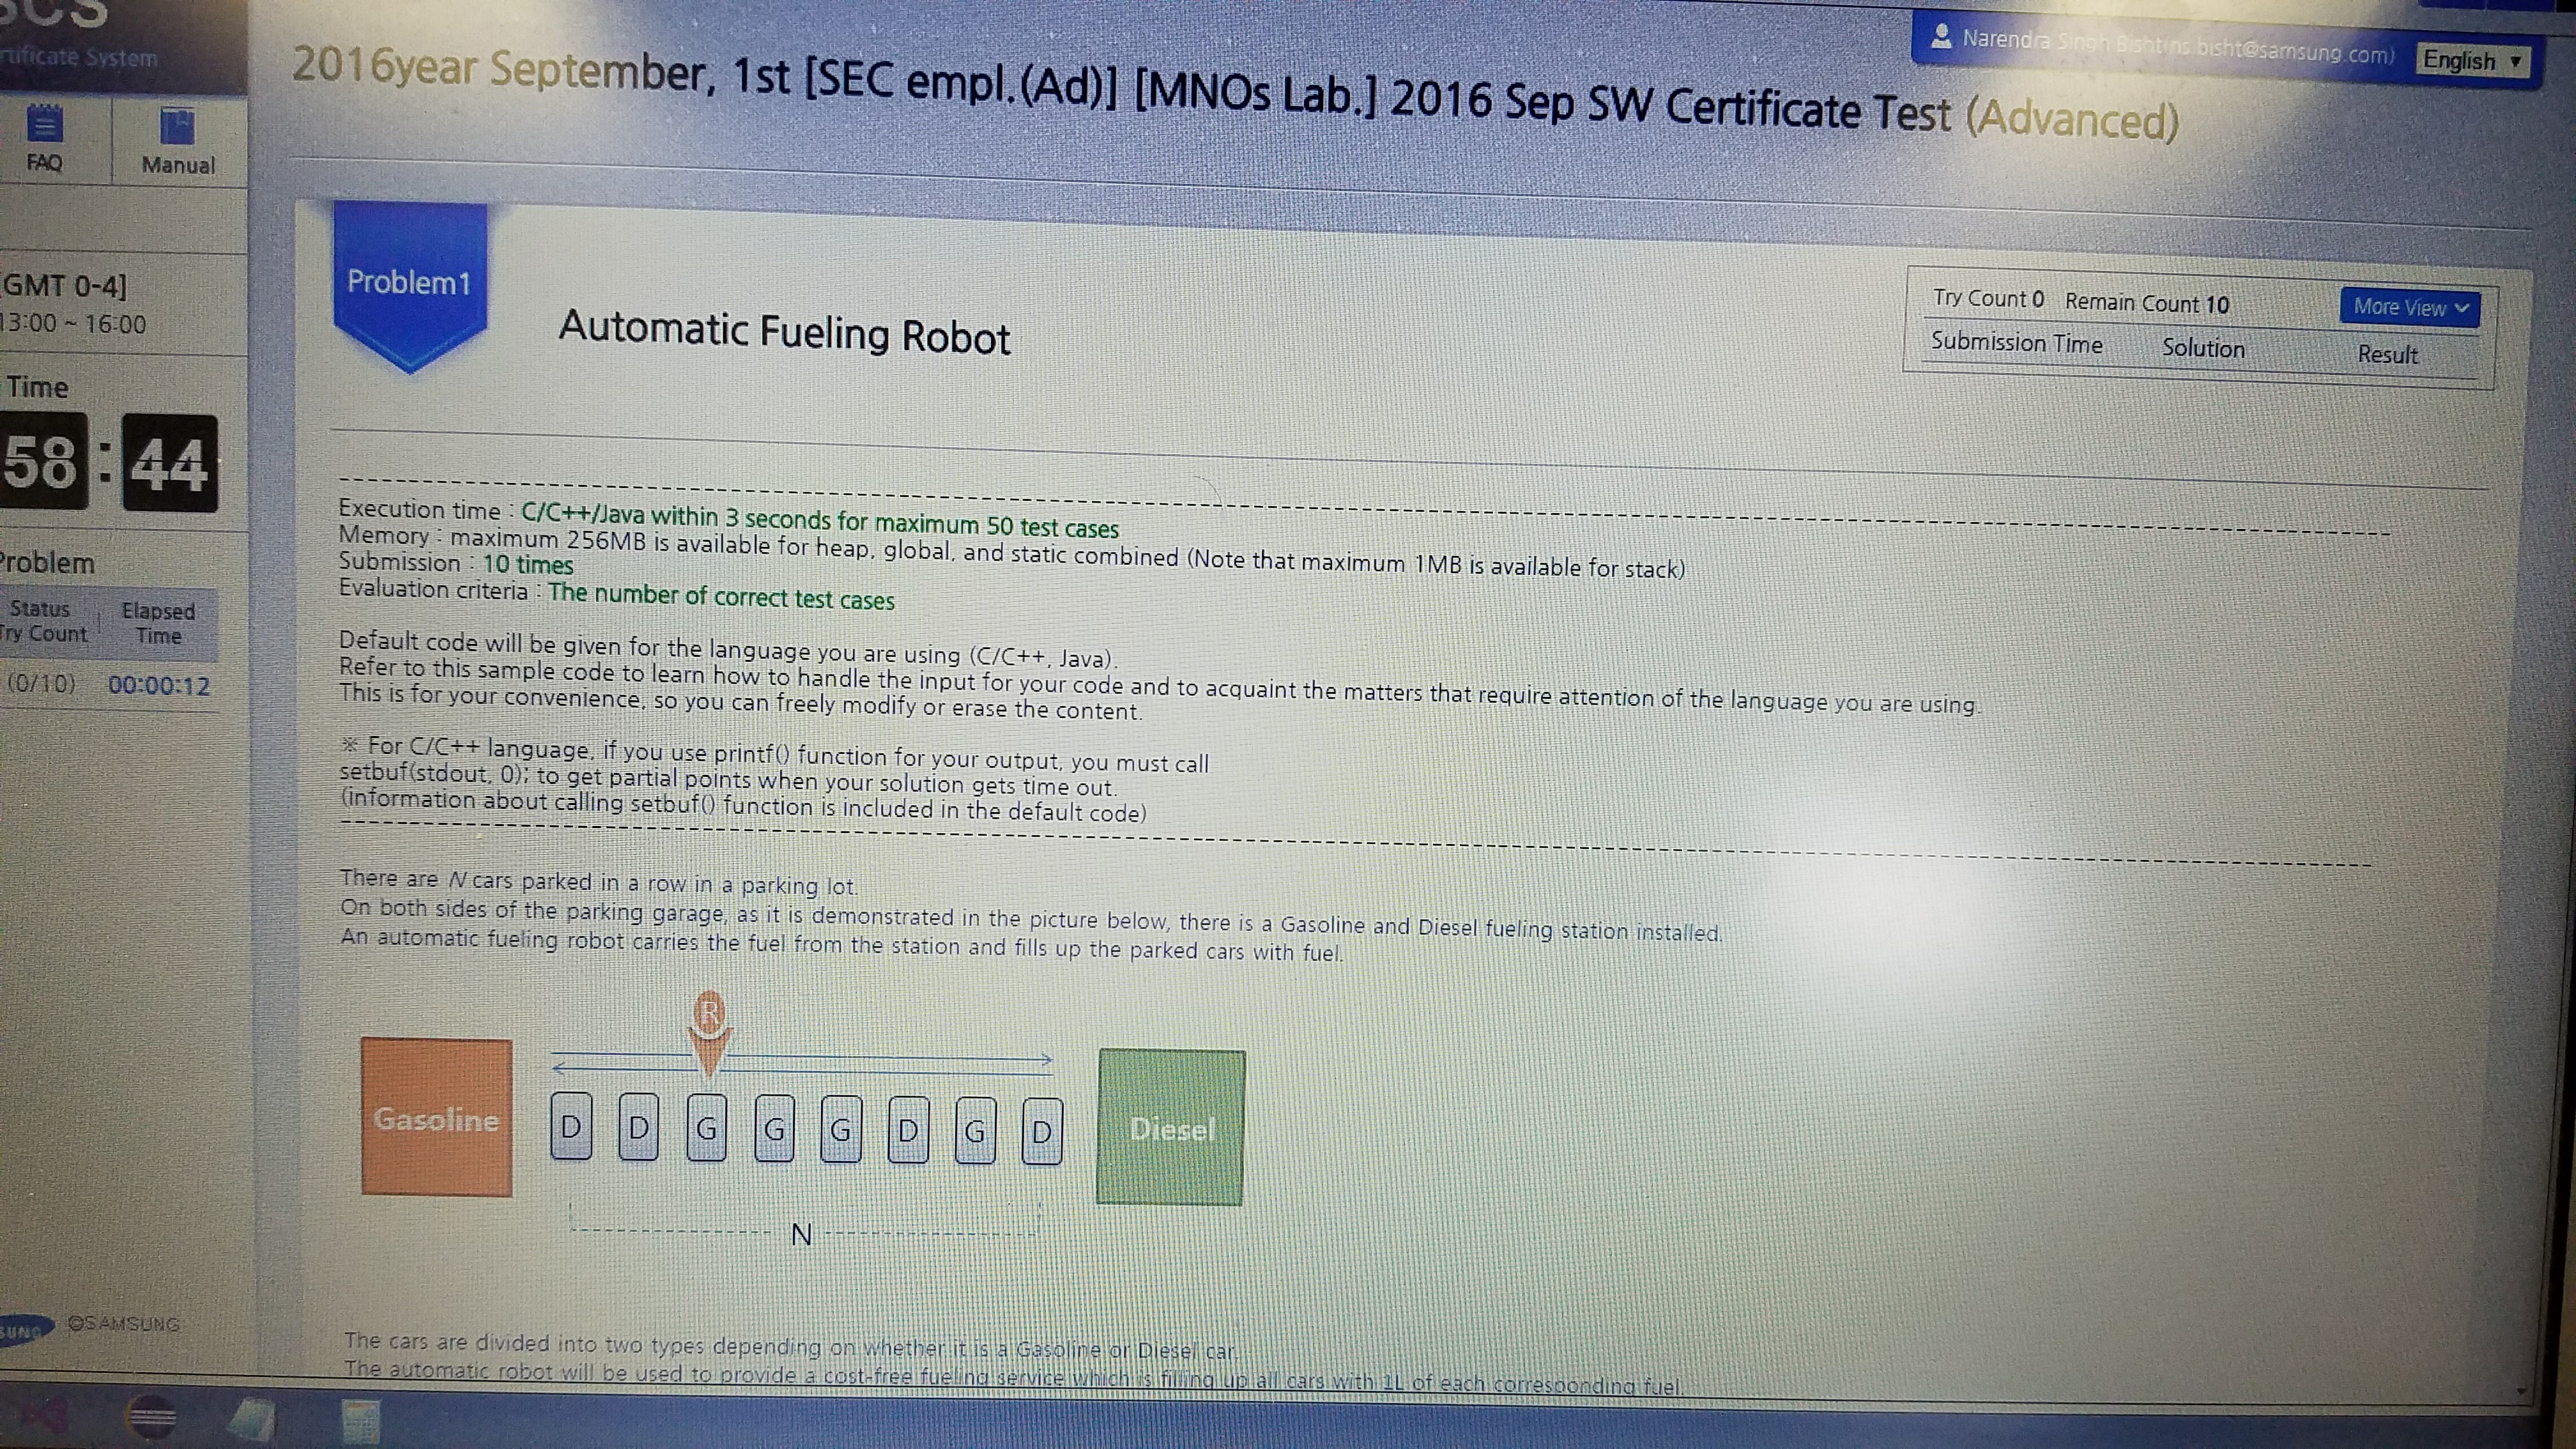 SCS
rtificate System
FAQ
Manual
[GMT 0-4]
13:00 ~ 16:00
Time
58 : 44
Problem
Status
Try Count
Elapsed
Time
(0/10) 00:00:12
SUNG
©SAMSUNG
Narendra Singh Bisht(ns.bisht@samsung.com)
English
2016year September, 1st [SEC empl.(Ad)] [MNOs Lab.] 2016 Sep SW Certificate Test (Advanced)
Problem1
Automatic Fueling Robot
Try Count 0 Remain Count 10
More View
Submission Time Solution Result
Execution time : C/C++/Java within 3 seconds for maximum 50 test cases
Memory : maximum 256MB is available for heap, global, and static combined (Note that maximum 1MB is available for stack)
Submission : 10 times
Evaluation criteria : The number of correct test cases
Default code will be given for the language you are using (C/C++, Java).
Refer to this sample code to learn how to handle the input for your code and to acquaint the matters that require attention of the language you are using.
This is for your convenience, so you can freely modify or erase the content.
※ For C/C++ language, if you use printf() function for your output, you must call
setbuf(stdout, 0); to get partial points when your solution gets time out.
(information about calling setbuf() function is included in the default code)
There are N cars parked in a row in a parking lot.
On both sides of the parking garage, as it is demonstrated in the picture below, there is a Gasoline and Diesel fueling station installed.
An automatic fueling robot carries the fuel from the station and fills up the parked cars with fuel.
R
Gasoline
D D G G G D G D
Diesel
N
The cars are divided into two types depending on whether it is a Gasoline or Diesel car.
The automatic robot will be used to provide a cost-free fueling service which is filling up all cars with 1L of each corresponding fuel.